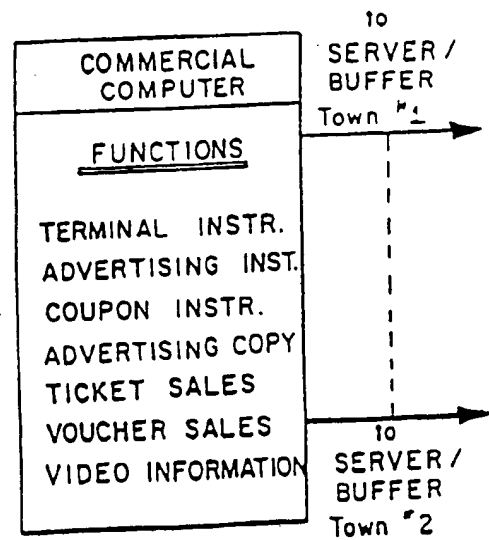 COMMERCIAL
COMPUTER
FUNCTIONS
TERMINAL INSTR.
ADVERTISING INST.
COUPON INSTR.
ADVERTISING COPY
TICKET SALES
VOUCHER SALES
VIDEO INFORMATION
to
SERVER/
BUFFER
Town #1
to
SERVER/
BUFFER
Town #2